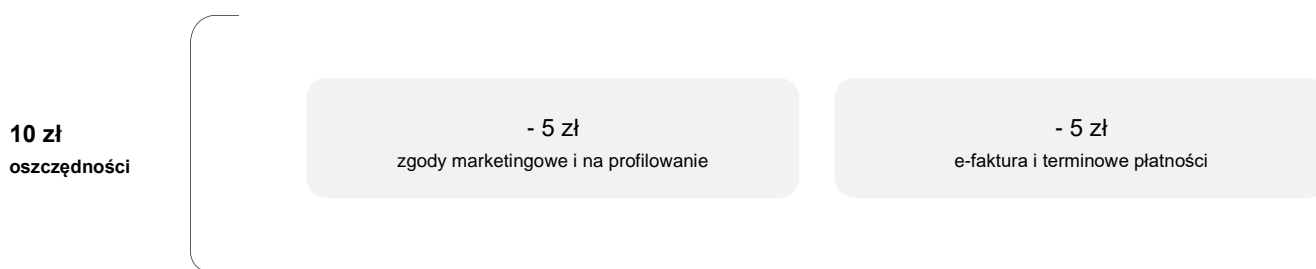 10 zł
oszczędności
- 5 zł
zgody marketingowe i na profilowanie
- 5 zł
e-faktura i terminowe płatności